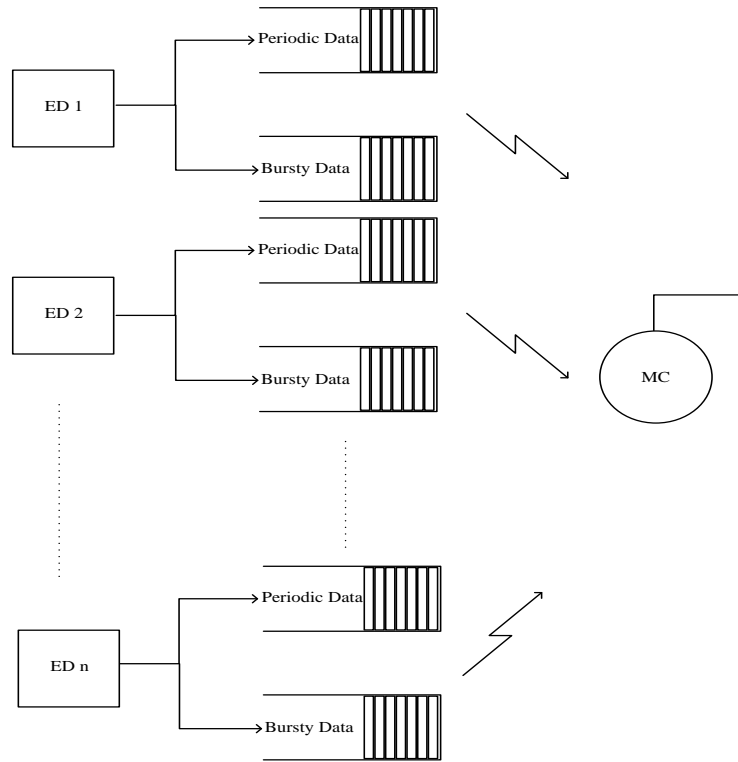 Periodic Data
ED 1
Bursty Data
Periodic Data
ED 2
Bursty Data
MC
Periodic Data
ED n
Bursty Data